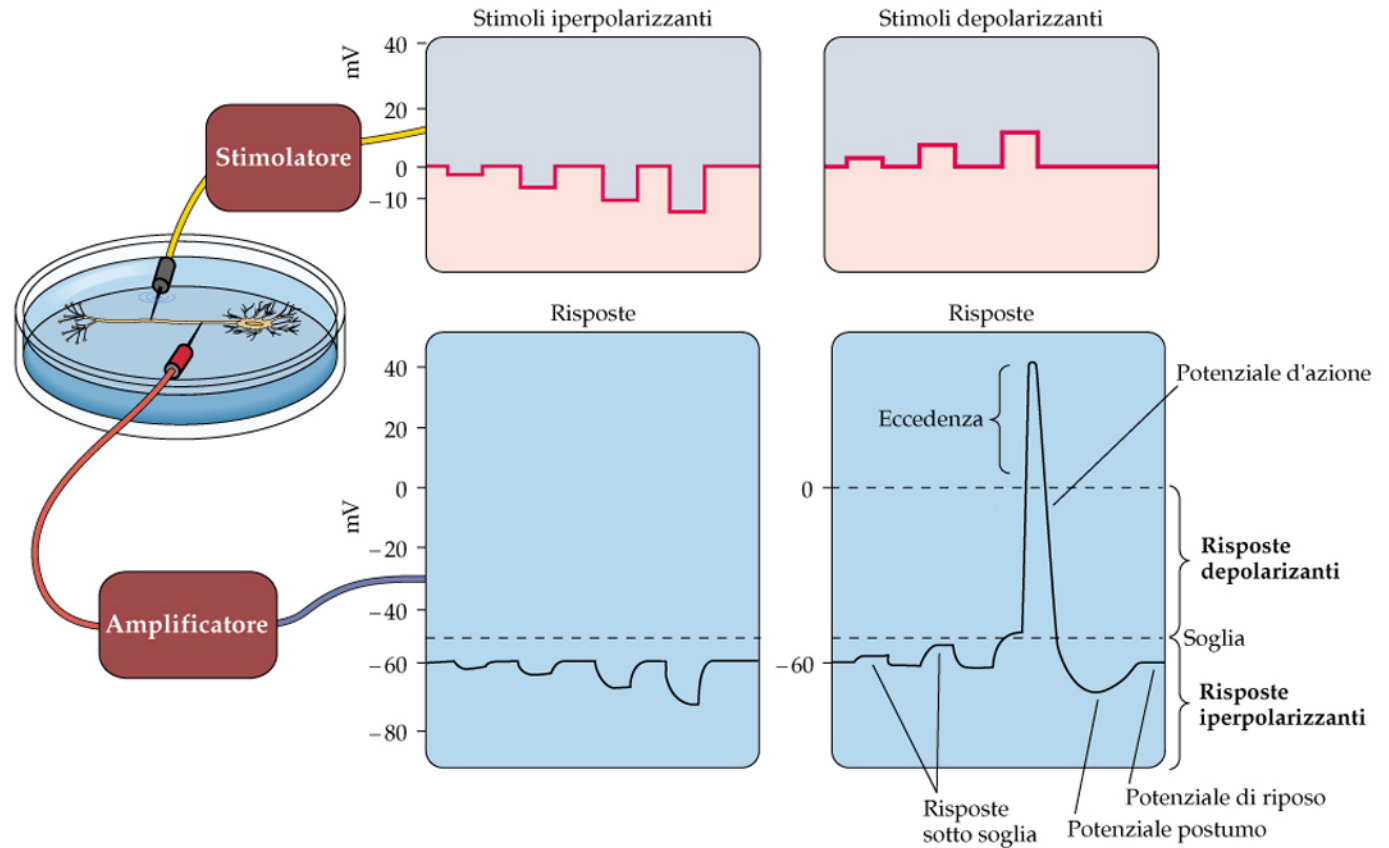 Stimoli iperpolarizzanti
Stimoli depolarizzanti
mV
40
20
0
−10
Stimolatore
Risposte
Risposte
40
20
0
−20
−40
−60
−80
mV
Amplificatore
0
−60
Eccedenza
Potenziale d'azione
Risposte
depolarizanti
Soglia
Risposte
iperpolarizzanti
Risposte
sotto soglia
Potenziale di riposo
Potenziale postumo